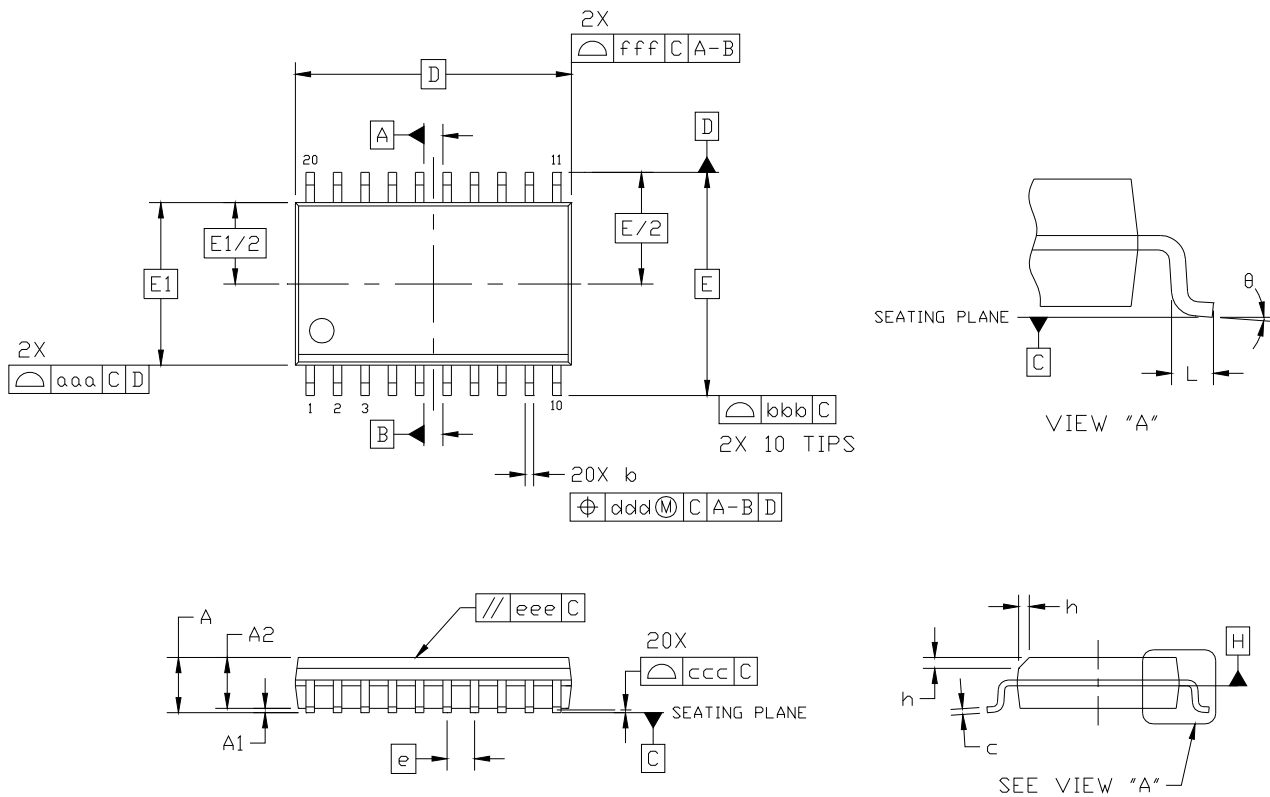 2X
⌓ fff C A-B
D
A
D
20
11
E1/2
E/2
E1
E
θ
SEATING PLANE
C
L
VIEW "A"
2X
⌓ aaa C D
1 2 3
10
B
⌓ bbb C
2X 10 TIPS
20X b
⌖ ddd Ⓜ C A-B D
// eee C
A
A2
20X
⌓ ccc C
SEATING PLANE
A1
e
C
h
H
h
c
SEE VIEW "A"